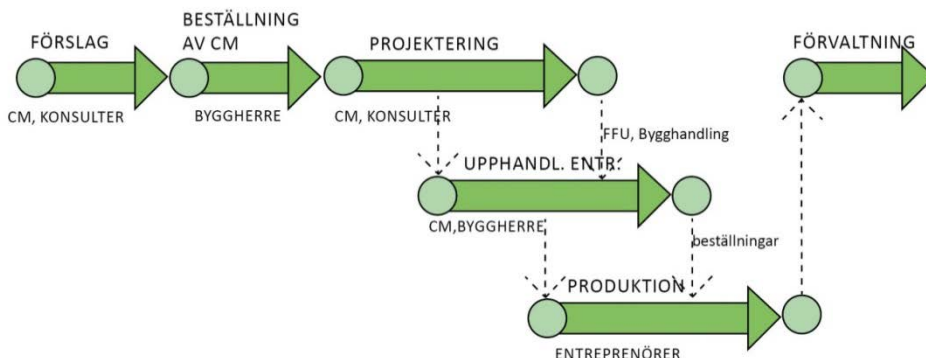 FÖRSLAG
CM, KONSULTER
BESTÄLLNING
AV CM
BYGGHERRE
PROJEKTERING
CM, KONSULTER
FÖRVALTNING
FFU, Bygghandling
UPPHANDL. ENTR.
CM,BYGGHERRE
beställningar
PRODUKTION
ENTREPRENÖRER